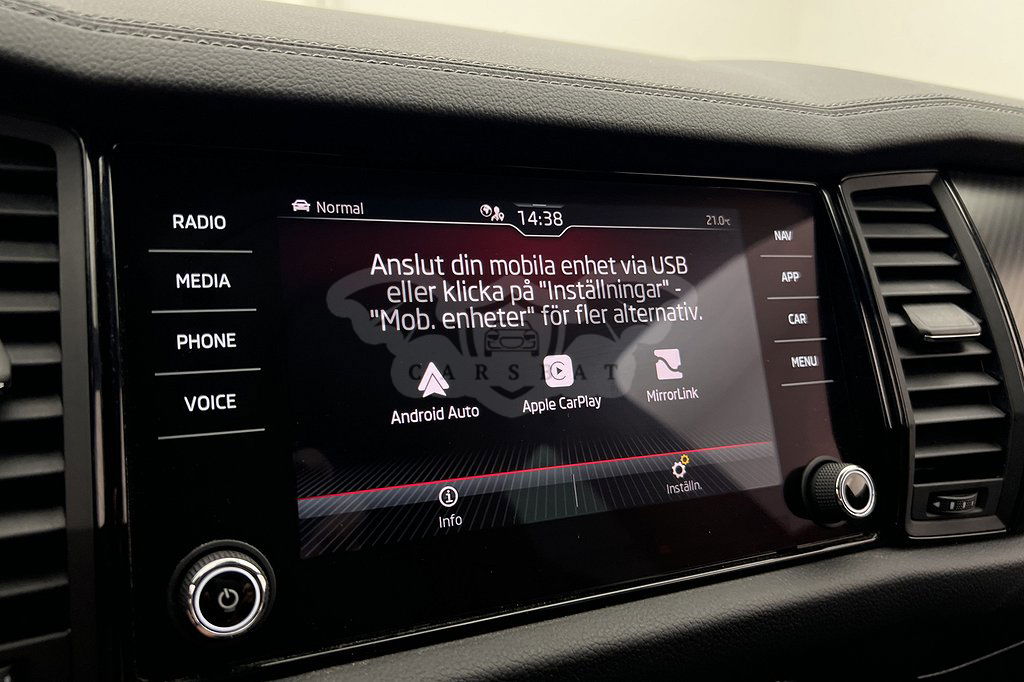 RADIO
MEDIA
PHONE
VOICE
Normal
14:38
21.0°C
Anslut din mobila enhet via USB
eller klicka på "Inställningar" -
"Mob. enheter" för fler alternativ.
CARSEAT
Android Auto
Apple CarPlay
MirrorLink
Info
Inställn.
NAV
APP
CAR
MENU